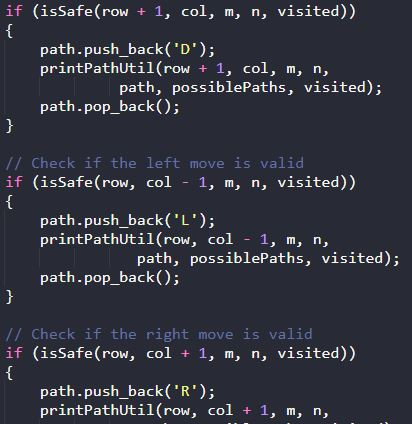 if (isSafe(row + 1, col, m, n, visited))
{
    path.push_back('D');
    printPathUtil(row + 1, col, m, n,
            path, possiblePaths, visited);
    path.pop_back();
}

// Check if the left move is valid
if (isSafe(row, col - 1, m, n, visited))
{
    path.push_back('L');
    printPathUtil(row, col - 1, m, n,
              path, possiblePaths, visited);
    path.pop_back();
}

// Check if the right move is valid
if (isSafe(row, col + 1, m, n, visited))
{
    path.push_back('R');
    printPathUtil(row, col + 1, m, n,